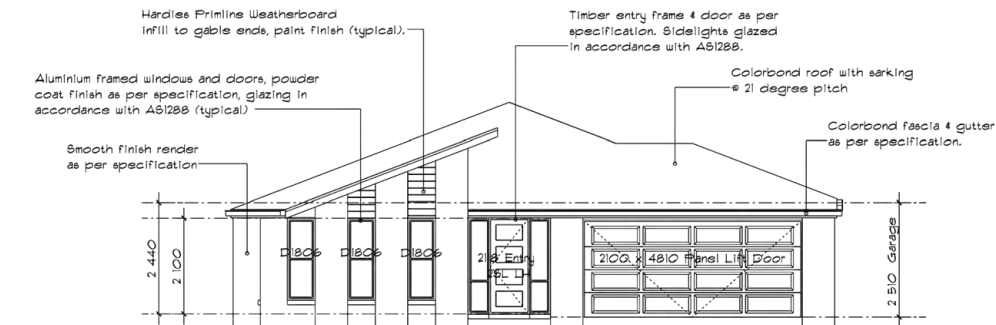 Hardies Primline Weatherboard
infill to gable ends, paint finish (typical).
Timber entry frame & door as per
specification. Sidelights glazed
in accordance with AS1288.
Aluminium framed windows and doors, powder
coat finish as per specification, glazing in
accordance with AS1288 (typical)
Colorbond roof with sarking
@ 21 degree pitch
Colorbond fascia & gutter
as per specification.
Smooth finish render
as per specification
2 440
2 100
D1806
D1806
D1806
Entry
2100 x 4810 Panel Lift Door
2 510 Garage